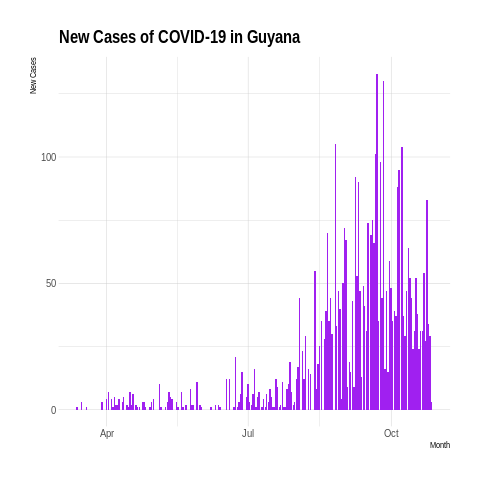 New Cases of COVID-19 in Guyana
New Cases
100
50
0
Apr
Jul
Oct
Month